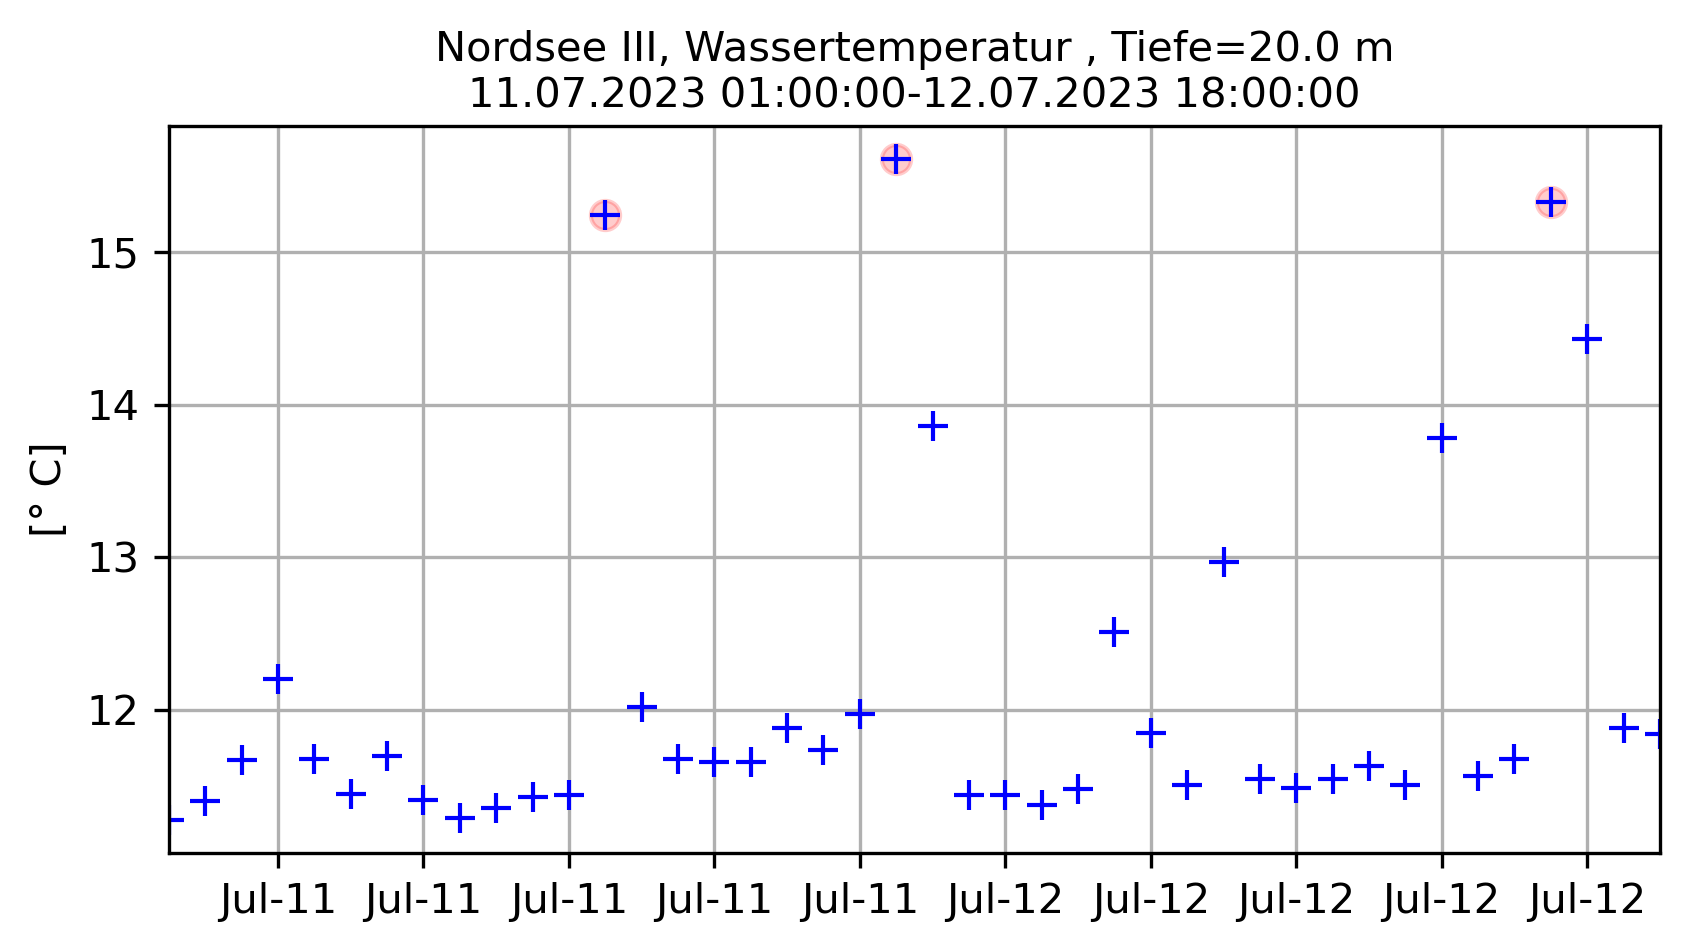 Nordsee III, Wassertemperatur , Tiefe=20.0 m
11.07.2023 01:00:00-12.07.2023 18:00:00
[° C]
15
14
13
12
Jul-11 Jul-11 Jul-11 Jul-11 Jul-11 Jul-12 Jul-12 Jul-12 Jul-12 Jul-12